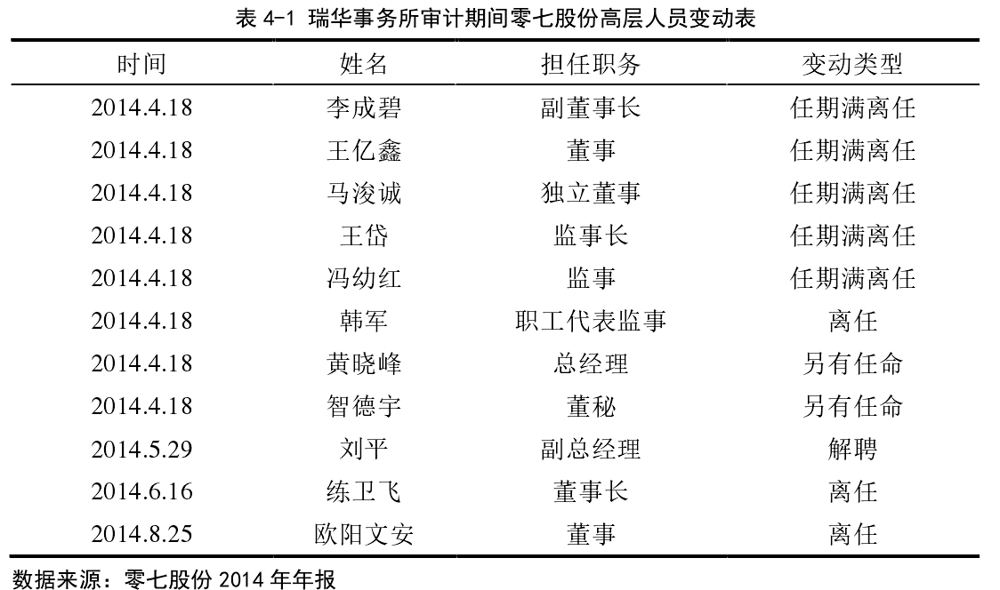 表 4-1 瑞华事务所审计期间零七股份高层人员变动表
时间 姓名 担任职务 变动类型
2014.4.18 李成碧 副董事长 任期满离任
2014.4.18 王亿鑫 董事 任期满离任
2014.4.18 马浚诚 独立董事 任期满离任
2014.4.18 王岱 监事长 任期满离任
2014.4.18 冯幼红 监事 任期满离任
2014.4.18 韩军 职工代表监事 离任
2014.4.18 黄晓峰 总经理 另有任命
2014.4.18 智德宇 董秘 另有任命
2014.5.29 刘平 副总经理 解聘
2014.6.16 练卫飞 董事长 离任
2014.8.25 欧阳文安 董事 离任
数据来源：零七股份 2014 年年报